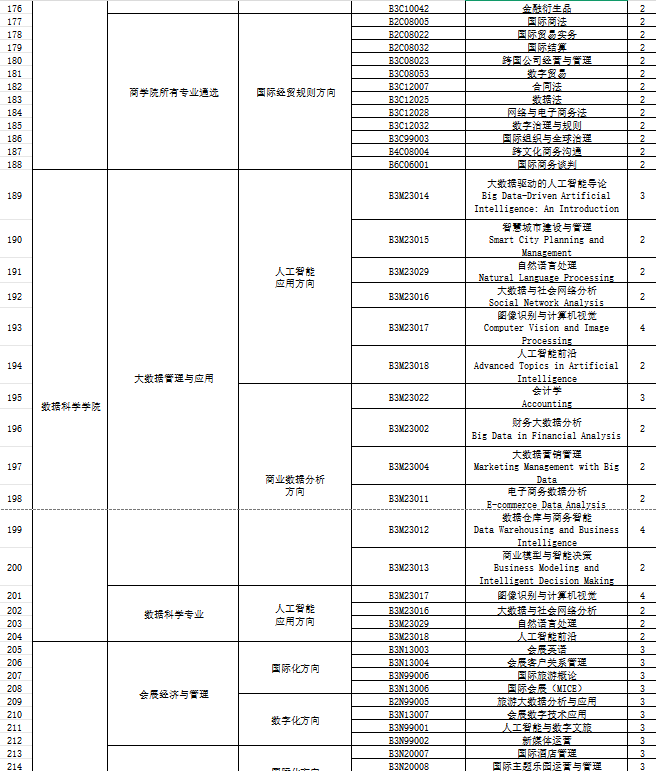 176 B3C10042 金融衍生品 2
177 B2C08005 国际商法 2
178 B2C08022 国际贸易实务 2
179 B2C08032 国际结算 2
180 B3C08023 跨国公司经营与管理 2
181 B3C08053 数字贸易 2
182 B3C12007 合同法 2
183 商学院所有专业通选 国际经贸规则方向 B3C12025 数据法 2
184 B3C12028 网络与电子商务法 2
185 B3C12032 数字治理与规则 2
186 B3C99003 国际组织与全球治理 2
187 B4C08004 跨文化商务沟通 2
188 B6C06001 国际商务谈判 2
大数据驱动的人工智能导论
189 B3M23014 Big Data-Driven Artificial 3
Intelligence: An Introduction
智慧城市建设与管理
190 B3M23015 Smart City Planning and 2
Management
人工智能
应用方向
191 B3M23029 自然语言处理 2
Natural Language Processing
192 B3M23016 大数据与社会网络分析 2
Social Network Analysis
图像识别与计算机视觉
193 B3M23017 Computer Vision and Image 4
Processing
人工智能前沿
194 B3M23018 Advanced Topics in Artificial 2
Intelligence
大数据管理与应用
195 B3M23022 会计学 3
Accounting
数据科学学院
196 B3M23002 财务大数据分析 2
Big Data in Financial Analysis
大数据营销管理
197 B3M23004 Marketing Management with Big 2
Data
商业数据分析
方向
198 B3M23011 电子商务数据分析 2
E-commerce Data Analysis
数据仓库与商务智能
199 B3M23012 Data Warehousing and Business 4
Intelligence
商业模型与智能决策
200 B3M23013 Business Modeling and 2
Intelligent Decision Making
201 B3M23017 图像识别与计算机视觉 4
202 B3M23016 大数据与社会网络分析 2
数据科学专业 人工智能
应用方向
203 B3M23029 自然语言处理 2
204 B3M23018 人工智能前沿 2
205 B3N13003 会展英语 3
206 B3N13004 会展客户关系管理 3
国际化方向
207 B3N99006 国际旅游概论 3
208 B3N13006 国际会展（MICE） 3
会展经济与管理
209 B2N99005 旅游大数据分析与应用 3
210 B3N13007 会展数字技术应用 3
数字化方向
211 B3N99001 人工智能与数字文旅 3
212 B3N99002 新媒体运营 3
213 B3N20007 国际酒店管理 3
214 B3N20008 国际主题乐园运营与管理 3
国际化方向